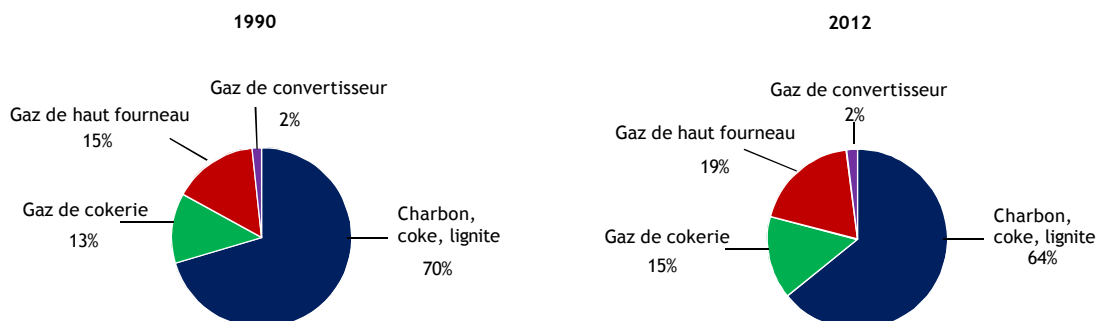 1990
Gaz de convertisseur
2%
Gaz de haut fourneau
15%
Gaz de cokerie
13%
Charbon,
coke, lignite
70%
2012
Gaz de convertisseur
2%
Gaz de haut fourneau
19%
Gaz de cokerie
15%
Charbon,
coke, lignite
64%